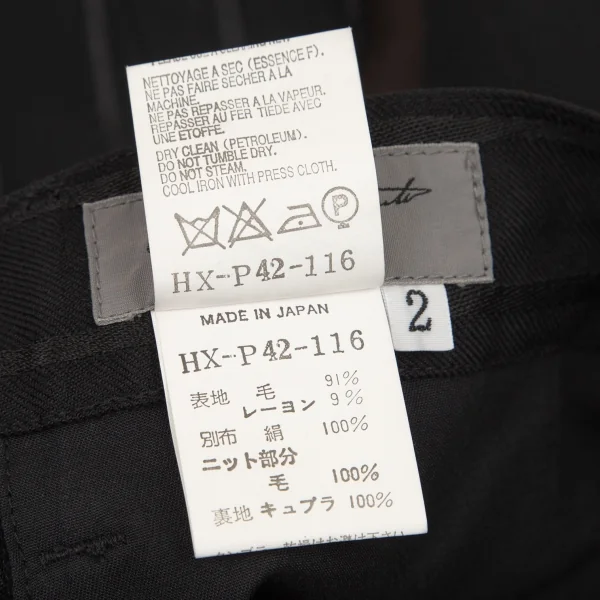 NETTOYAGE A SEC (ESSENCE F).
NE PAS FAIRE SECHER A LA
MACHINE.
NE PAS REPASSER A LA VAPEUR.
REPASSER AU FER TIEDE AVEC
UNE ETOFFE.
DRY CLEAN (PETROLEUM).
DO NOT TUMBLE DRY.
DO NOT STEAM.
COOL IRON WITH PRESS CLOTH.
P
HX-P42-116
MADE IN JAPAN
2
HX-P42-116
表地 毛 91%
レーヨン 9%
別布 絹 100%
ニット部分
毛 100%
裏地 キュプラ 100%